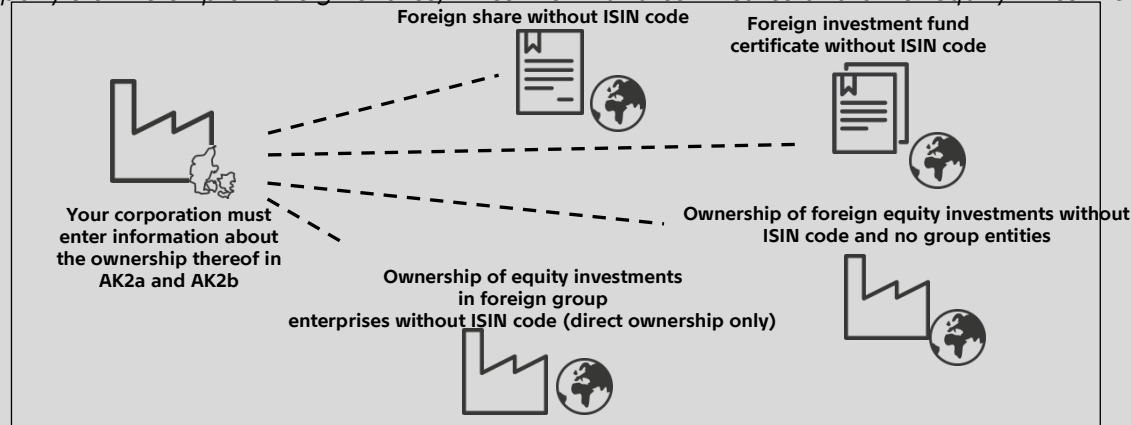 Foreign share without ISIN code
Foreign investment fund
certificate without ISIN code
Your corporation must
enter information about
the ownership thereof in
AK2a and AK2b
Ownership of foreign equity investments without
ISIN code and no group entities
Ownership of equity investments
in foreign group
enterprises without ISIN code (direct ownership only)